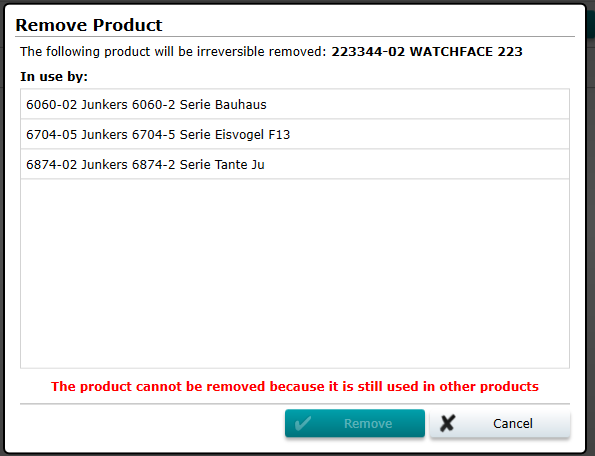 Remove Product
The following product will be irreversible removed: 223344-02 WATCHFACE 223
In use by:
6060-02 Junkers 6060-2 Serie Bauhaus
6704-05 Junkers 6704-5 Serie Eisvogel F13
6874-02 Junkers 6874-2 Serie Tante Ju
The product cannot be removed because it is still used in other products
Remove
Cancel